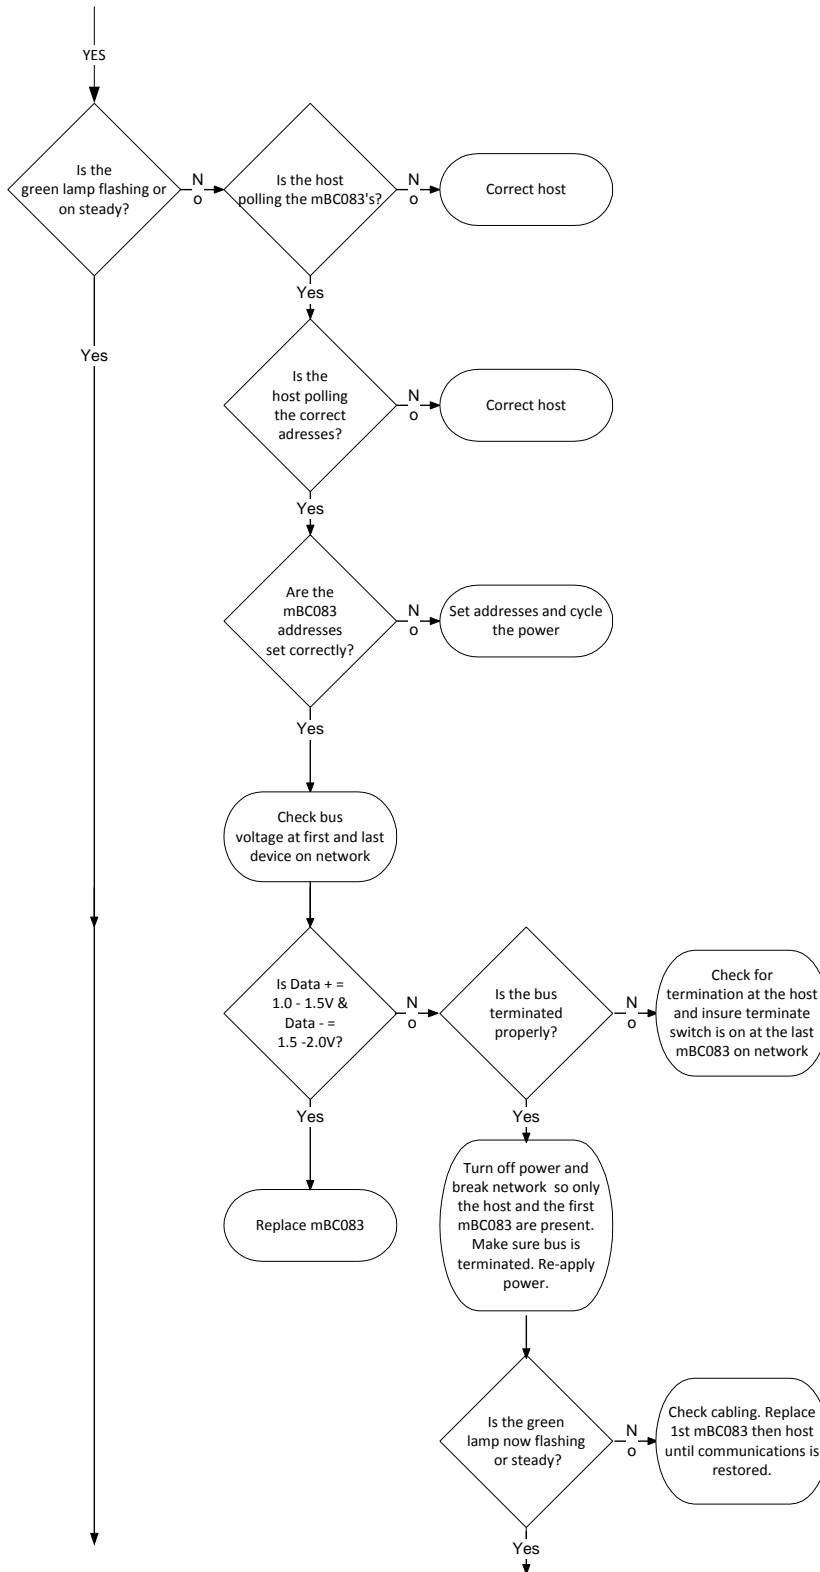 YES
Is the
green lamp flashing or
on steady?
N
o
Is the host
polling the mBC083's?
N
o
Correct host
Yes
Yes
Is the
host polling
the correct
adresses?
N
o
Correct host
Yes
Are the
mBC083
addresses
set correctly?
N
o
Set addresses and cycle
the power
Yes
Check bus
voltage at first and last
device on network
Is Data + =
1.0 - 1.5V &
Data - =
1.5 -2.0V?
N
o
Is the bus
terminated
properly?
N
o
Check for
termination at the host
and insure terminate
switch is on at the last
mBC083 on network
Yes
Yes
Replace mBC083
Turn off power and
break network so only
the host and the first
mBC083 are present.
Make sure bus is
terminated. Re-apply
power.
Is the green
lamp now flashing
or steady?
N
o
Check cabling. Replace
1st mBC083 then host
until communications is
restored.
Yes